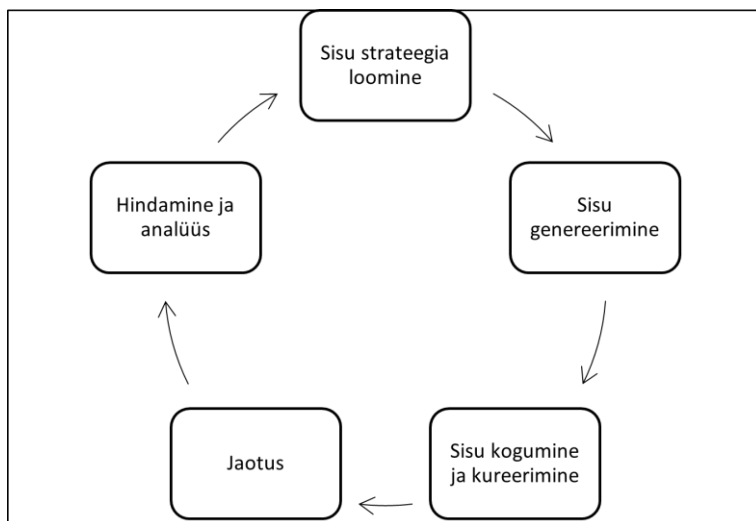 Sisu strateegia
loomine
Sisu
genereerimine
Sisu kogumine
ja kureerimine
Jaotus
Hindamine ja
analüüs